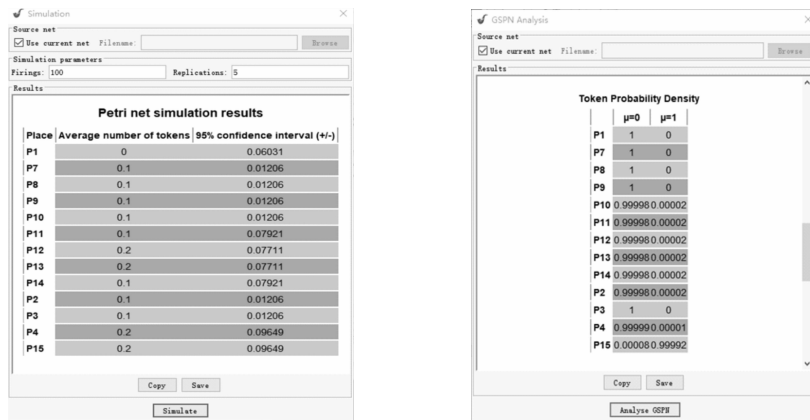 Simulation
Source net
Use current net Filename: Browse
Simulation parameters
Firings: 100 Replications: 5
Results
Petri net simulation results
Place Average number of tokens 95% confidence interval (+/-)
P1 0 0.06031
P7 0.1 0.01206
P8 0.1 0.01206
P9 0.1 0.01206
P10 0.1 0.01206
P11 0.1 0.07921
P12 0.2 0.07711
P13 0.2 0.07711
P14 0.1 0.07921
P2 0.1 0.01206
P3 0.1 0.01206
P4 0.2 0.09649
P15 0.2 0.09649
Copy Save
Simulate
GSPN Analysis
Source net
Use current net Filename: Browse
Results
Token Probability Density
µ=0 µ=1
P1 1 0
P7 1 0
P8 1 0
P9 1 0
P10 0.99998 0.00002
P11 0.99998 0.00002
P12 0.99998 0.00002
P13 0.99998 0.00002
P14 0.99998 0.00002
P2 0.99998 0.00002
P3 1 0
P4 0.99999 0.00001
P15 0.00008 0.99992
Copy Save
Analyse GSPN